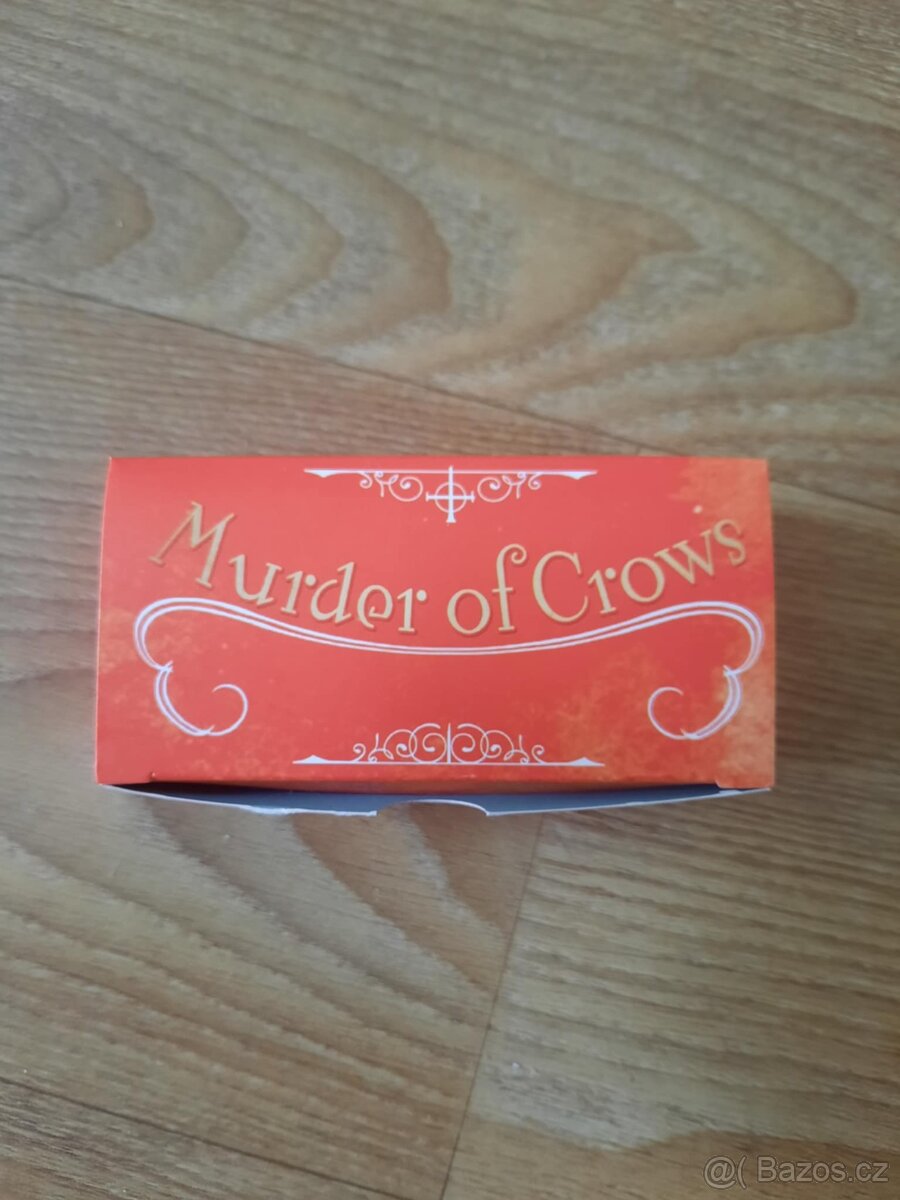 Murder of Crows
@( Bazos.cz